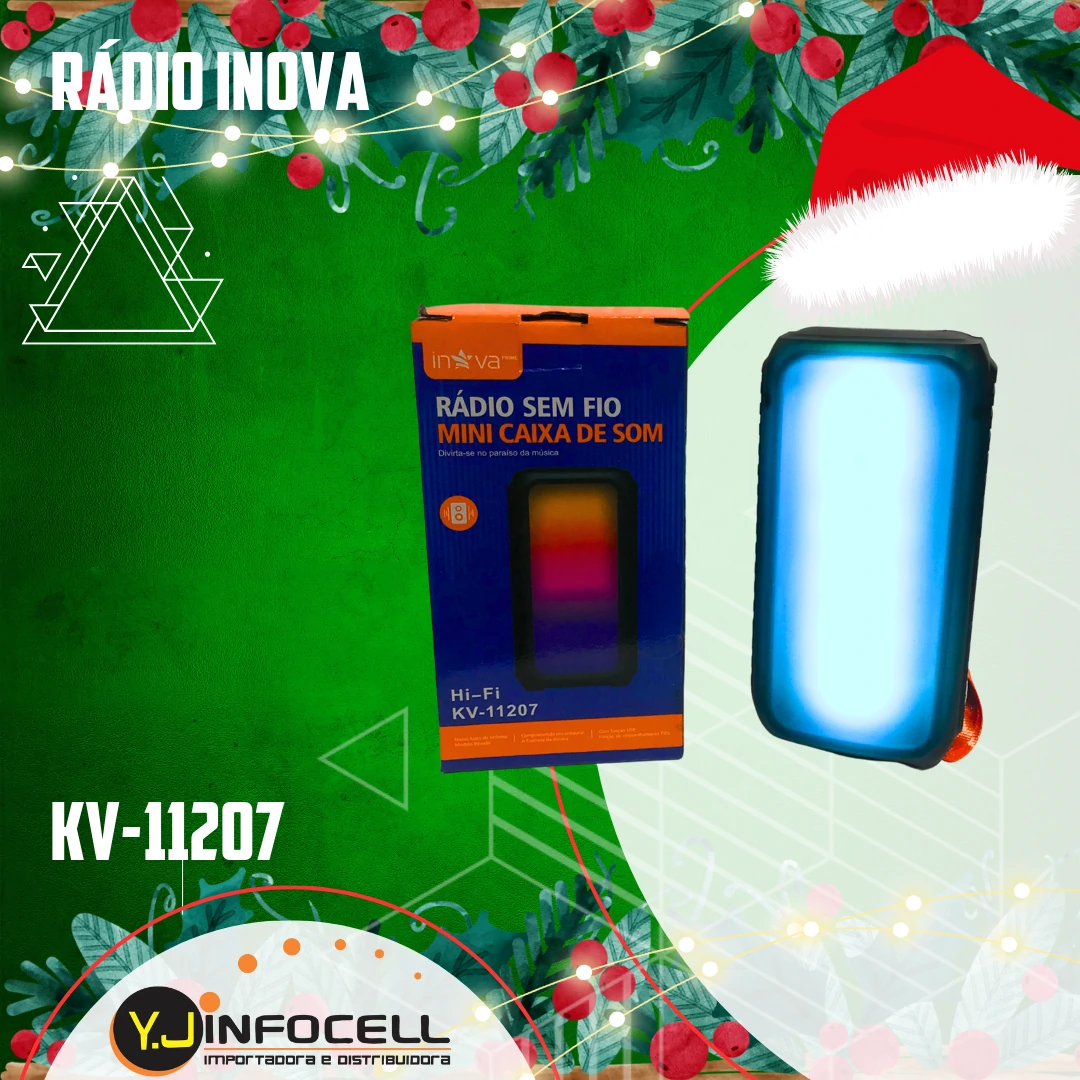 RÁDIO INOVA
inova
RÁDIO SEM FIO
MINI CAIXA DE SOM
Divirta-se no paraíso da música
Hi-Fi
KV-11207
KV-11207
Y.J INFOCELL
IMPORTADORA E DISTRIBUIDORA